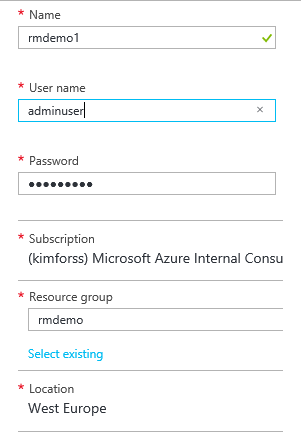 * Name
rmdemo1
* User name
adminuser
* Password
●●●●●●●●●
* Subscription
(kimforss) Microsoft Azure Internal Consu
* Resource group
rmdemo
Select existing
* Location
West Europe